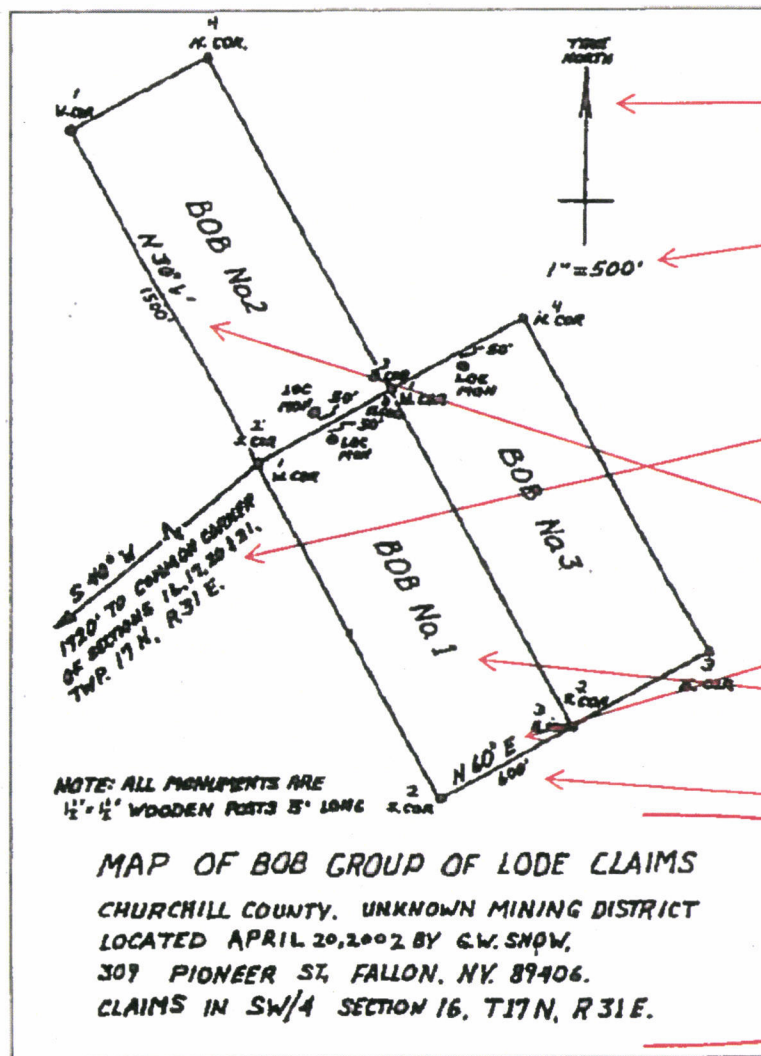 4
N. COR.
1
W. COR
TRUE
NORTH
1" = 500'
BOB No.2
N 30° W
1500'
4
N. COR
50'
LOC
MON
3
E. COR
1
W. COR
LOC
MON
50'
50'
LOC
MON
2
S. COR
1
W. COR
BOB No.3
BOB No.1
S 40° W
1720' TO COMMON CORNER
OF SECTIONS 16, 17, 20 & 21.
TWP. 17 N. R 31 E.
3
E. COR
2
S. COR
3
N 60° E
600'
2
S. COR
NOTE: ALL MONUMENTS ARE
WOODEN POSTS LONG
MAP OF BOB GROUP OF LODE CLAIMS
CHURCHILL COUNTY. UNKNOWN MINING DISTRICT
LOCATED APRIL 20, 2002 BY G.W. SNOW,
309 PIONEER ST, FALLON, NV. 89406.
CLAIMS IN SW/4 SECTION 16, T17N, R31E.